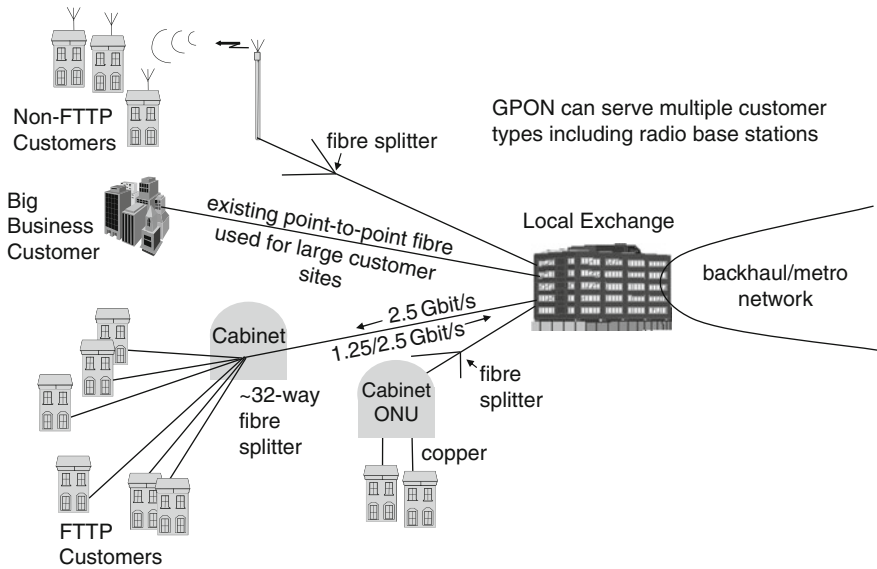 Non-FTTP
Customers
fibre splitter
GPON can serve multiple customer
types including radio base stations
Big
Business
Customer
existing point-to-point fibre
used for large customer
sites
Local Exchange
backhaul/metro
network
2.5 Gbit/s
1.25/2.5 Gbit/s
Cabinet
~32-way
fibre
splitter
Cabinet
ONU
fibre
splitter
copper
FTTP
Customers